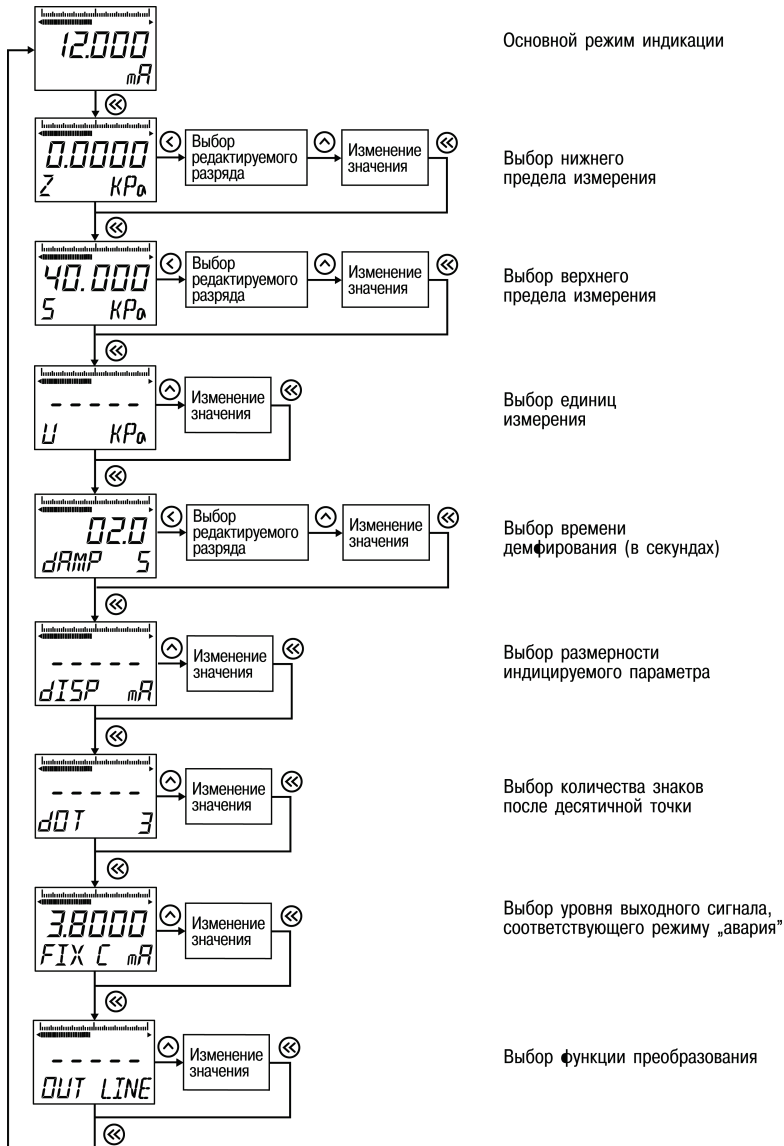 12.000
mA
Основной режим индикации
0.0000
Z KPa
Выбор
редактируемого
разряда
Изменение
значения
Выбор нижнего
предела измерения
40.000
S KPa
Выбор
редактируемого
разряда
Изменение
значения
Выбор верхнего
предела измерения
- - - - -
U KPa
Изменение
значения
Выбор единиц
измерения
02.0
dAMP S
Выбор
редактируемого
разряда
Изменение
значения
Выбор времени
демфирования (в секундах)
- - - - -
dISP mA
Изменение
значения
Выбор размерности
индицируемого параметра
- - - - -
dOT 3
Изменение
значения
Выбор количества знаков
после десятичной точки
3.8000
FIX C mA
Изменение
значения
Выбор уровня выходного сигнала,
соответствующего режиму „авария"
- - - - -
OUT LINE
Изменение
значения
Выбор функции преобразования